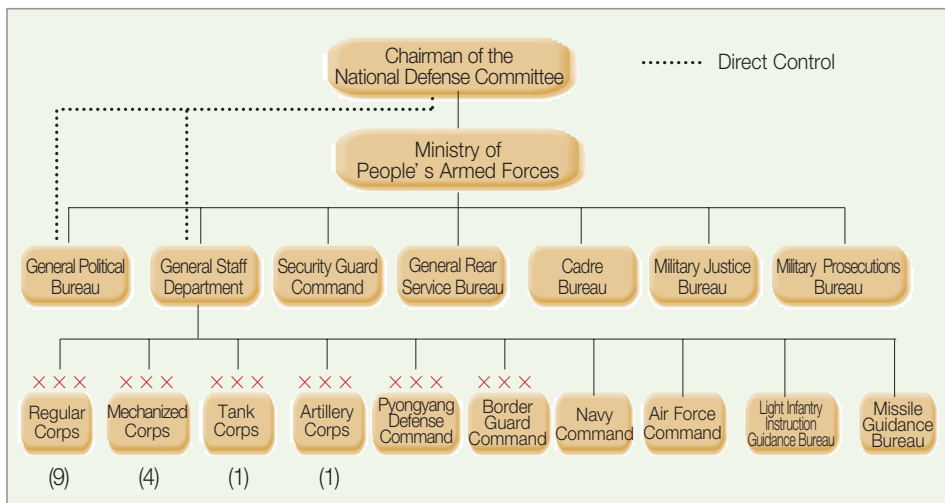 Chairman of the
National Defense Committee
Direct Control
Ministry of
People’ s Armed Forces
General Political
Bureau
General Staff
Department
Security Guard
Command
General Rear
Service Bureau
Cadre
Bureau
Military Justice
Bureau
Military Prosecutions
Bureau
× × ×
× × ×
× × ×
× × ×
× × ×
× × ×
Regular
Corps
Mechanized
Corps
Tank
Corps
Artillery
Corps
Pyongyang
Defense
Command
Border
Guard
Command
Navy
Command
Air Force
Command
Light Infantry
Instruction
Guidance Bureau
Missile
Guidance
Bureau
(9)
(4)
(1)
(1)